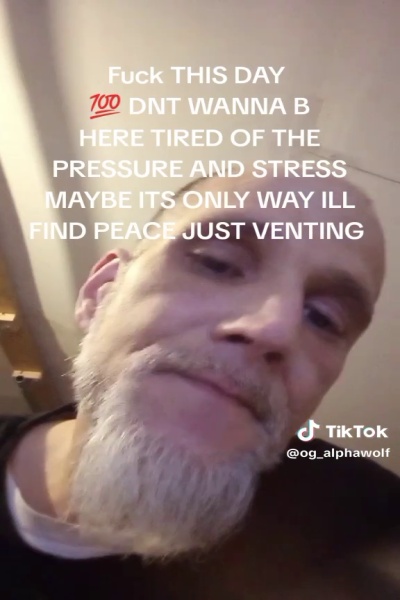 Fuck THIS DAY
💯 DNT WANNA B
HERE TIRED OF THE
PRESSURE AND STRESS
MAYBE ITS ONLY WAY ILL
FIND PEACE JUST VENTING
TikTok
@og_alphawolf